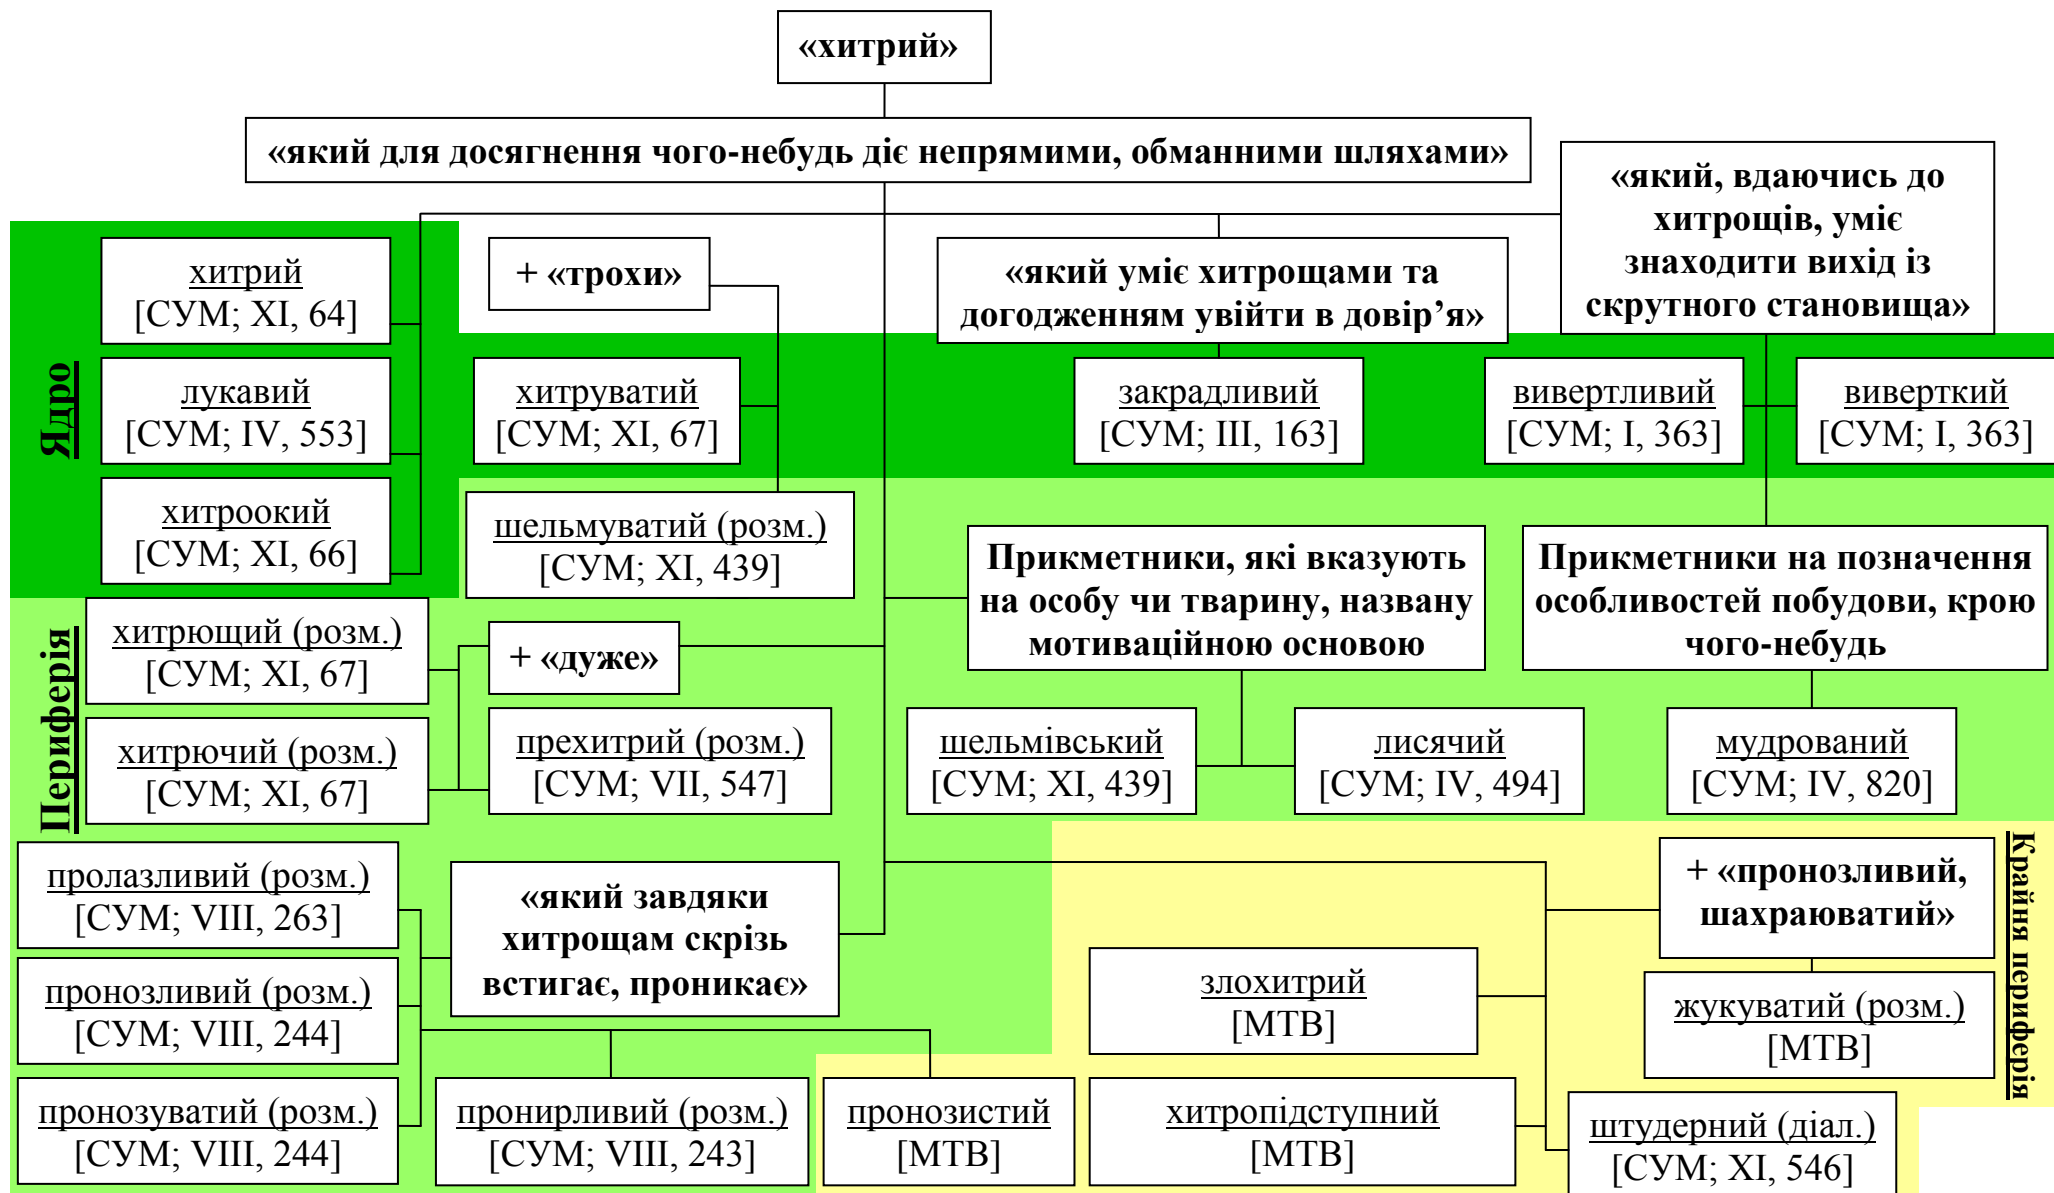 «хитрий»
«який для досягнення чого-небудь діє непрямими, обманними шляхами»
«який, вдаючись до
хитрощів, уміє
знаходити вихід із
скрутного становища»
Ядро
хитрий
[СУМ; XI, 64]
+ «трохи»
«який уміє хитрощами та
догодженням увійти в довір’я»
лукавий
[СУМ; IV, 553]
хитруватий
[СУМ; XI, 67]
закрадливий
[СУМ; III, 163]
вивертливий
[СУМ; I, 363]
виверткий
[СУМ; I, 363]
хитроокий
[СУМ; XI, 66]
шельмуватий (розм.)
[СУМ; XI, 439]
Прикметники, які вказують
на особу чи тварину, названу
мотиваційною основою
Прикметники на позначення
особливостей побудови, крою
чого-небудь
Периферія
хитрющий (розм.)
[СУМ; XI, 67]
+ «дуже»
хитрючий (розм.)
[СУМ; XI, 67]
прехитрий (розм.)
[СУМ; VII, 547]
шельмівський
[СУМ; XI, 439]
лисячий
[СУМ; IV, 494]
мудрований
[СУМ; IV, 820]
Крайня периферія
пролазливий (розм.)
[СУМ; VIII, 263]
«який завдяки
хитрощам скрізь
встигає, проникає»
+ «пронозливий,
шахраюватий»
пронозливий (розм.)
[СУМ; VIII, 244]
злохитрий
[МТВ]
жукуватий (розм.)
[МТВ]
пронозуватий (розм.)
[СУМ; VIII, 244]
пронирливий (розм.)
[СУМ; VIII, 243]
пронозистий
[МТВ]
хитропідступний
[МТВ]
штудерний (діал.)
[СУМ; XI, 546]